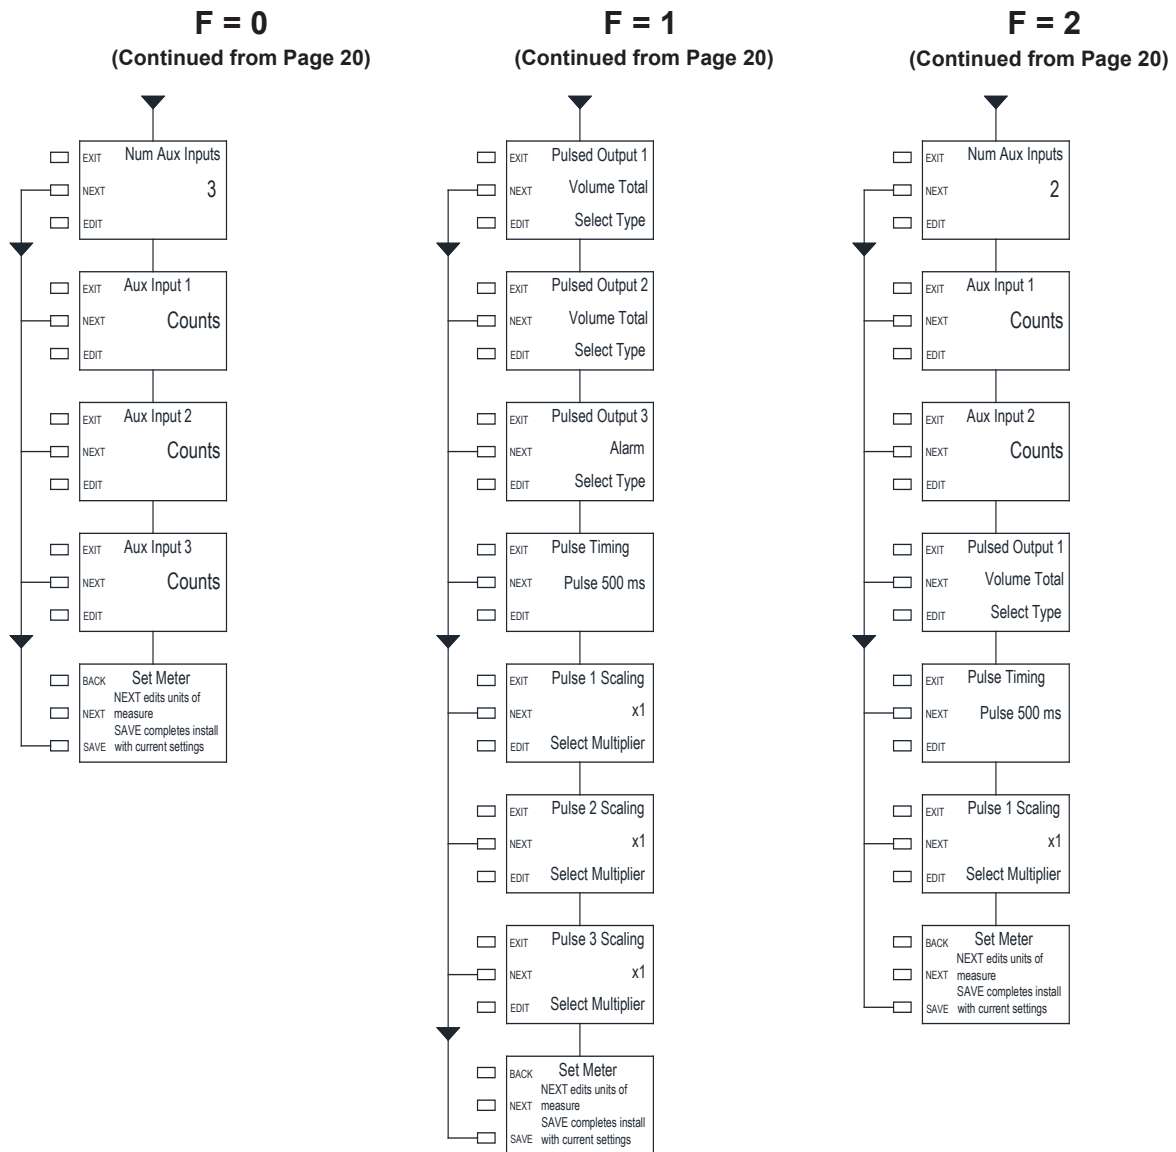 F = 0
(Continued from Page 20)
EXIT Num Aux Inputs
NEXT 3
EDIT
EXIT Aux Input 1
NEXT Counts
EDIT
EXIT Aux Input 2
NEXT Counts
EDIT
EXIT Aux Input 3
NEXT Counts
EDIT
BACK Set Meter
NEXT edits units of
NEXT measure
SAVE completes install
SAVE with current settings
F = 1
(Continued from Page 20)
EXIT Pulsed Output 1
NEXT Volume Total
EDIT Select Type
EXIT Pulsed Output 2
NEXT Volume Total
EDIT Select Type
EXIT Pulsed Output 3
NEXT Alarm
EDIT Select Type
EXIT Pulse Timing
NEXT Pulse 500 ms
EDIT
EXIT Pulse 1 Scaling
NEXT x1
EDIT Select Multiplier
EXIT Pulse 2 Scaling
NEXT x1
EDIT Select Multiplier
EXIT Pulse 3 Scaling
NEXT x1
EDIT Select Multiplier
BACK Set Meter
NEXT edits units of
NEXT measure
SAVE completes install
SAVE with current settings
F = 2
(Continued from Page 20)
EXIT Num Aux Inputs
NEXT 2
EDIT
EXIT Aux Input 1
NEXT Counts
EDIT
EXIT Aux Input 2
NEXT Counts
EDIT
EXIT Pulsed Output 1
NEXT Volume Total
EDIT Select Type
EXIT Pulse Timing
NEXT Pulse 500 ms
EDIT
EXIT Pulse 1 Scaling
NEXT x1
EDIT Select Multiplier
BACK Set Meter
NEXT edits units of
NEXT measure
SAVE completes install
SAVE with current settings